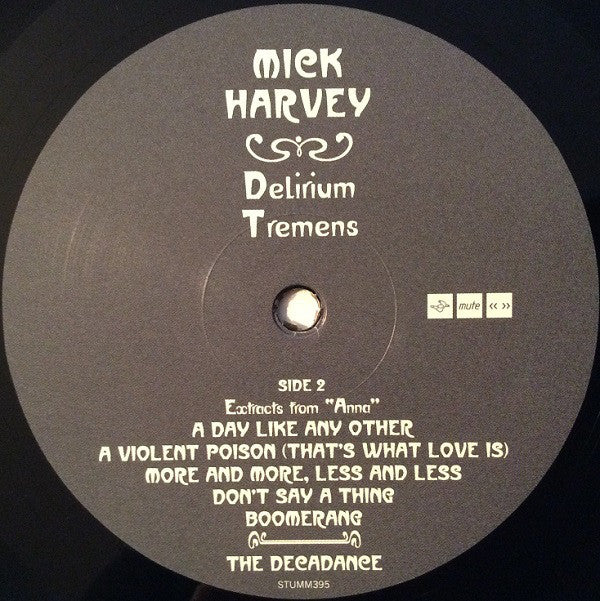 MICK
HARVEY
Delirium
Tremens
mute
« »
SIDE 2
Extracts from "Anna"
A DAY LIKE ANY OTHER
A VIOLENT POISON (THAT'S WHAT LOVE IS)
MORE AND MORE, LESS AND LESS
DON'T SAY A THING
BOOMERANG
THE DECADANCE
STUMM395